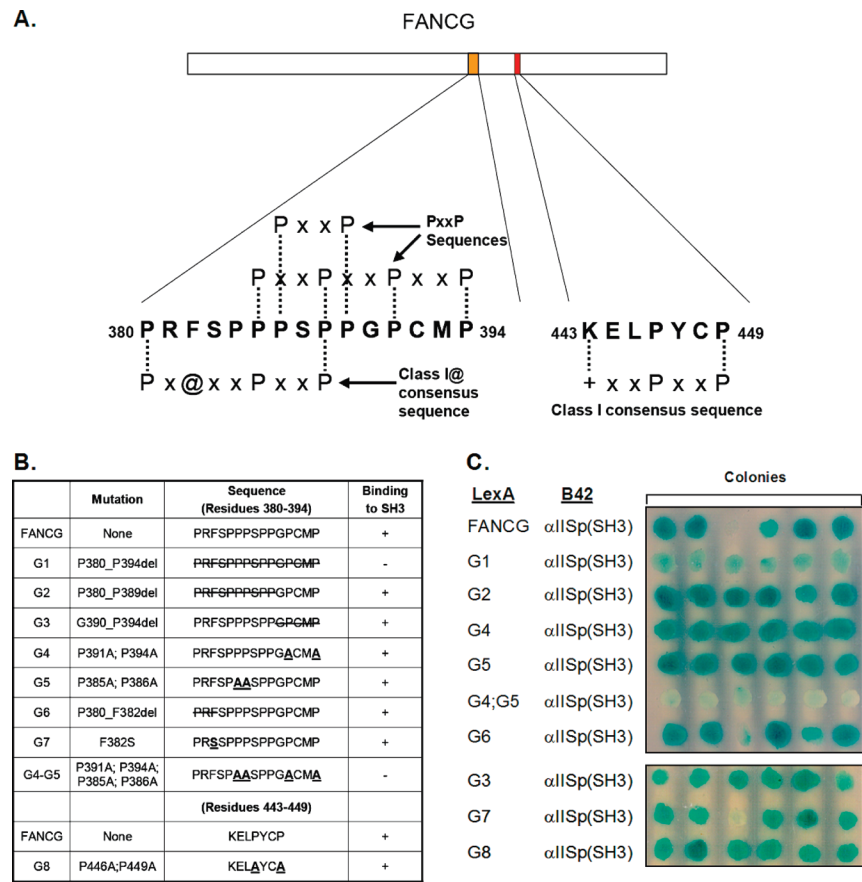 A.
FANCG
P x x P
PxxP
Sequences
P x x P x x P x x P
380 P R F S P P P S P P G P C M P 394
443 K E L P Y C P 449
P x @ x x P x x P
Class I@
consensus
sequence
+ x x P x x P
Class I consensus sequence
B.
Mutation Sequence (Residues 380-394) Binding to SH3
FANCG None PRFSPPPSPPGPCMP +
G1 P380_P394del PRFSPPPSPPGPCMP -
G2 P380_P389del PRFSPPPSPPGPCMP +
G3 G390_P394del PRFSPPPSPPGPCMP +
G4 P391A; P394A PRFSPPPSPPGACMA +
G5 P385A; P386A PRFSPAASPPGPCMP +
G6 P380_F382del PRFSPPPSPPGPCMP +
G7 F382S PRSSPPPSPPGPCMP +
G4-G5 P391A; P394A; P385A; P386A PRFSPAASPPGACMA -
(Residues 443-449)
FANCG None KELPYCP +
G8 P446A;P449A KELAYCA +
C.
LexA B42 Colonies
FANCG αIISp(SH3)
G1 αIISp(SH3)
G2 αIISp(SH3)
G4 αIISp(SH3)
G5 αIISp(SH3)
G4;G5 αIISp(SH3)
G6 αIISp(SH3)
G3 αIISp(SH3)
G7 αIISp(SH3)
G8 αIISp(SH3)